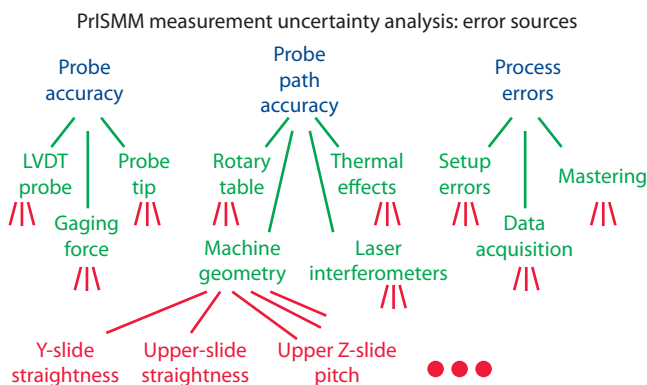 PrISMM measurement uncertainty analysis: error sources
Probe
accuracy
Probe
path
accuracy
Process
errors
LVDT
probe
Probe
tip
Gaging
force
Rotary
table
Thermal
effects
Machine
geometry
Laser
interferometers
Setup
errors
Mastering
Data
acquisition
Y-slide
straightness
Upper-slide
straightness
Upper Z-slide
pitch